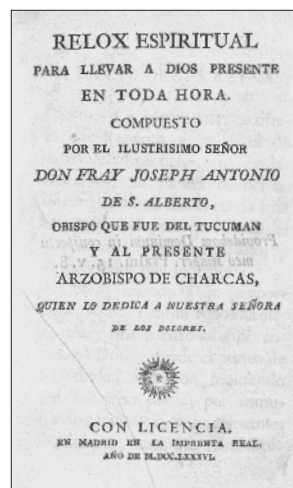 RELOX ESPIRITUAL
PARA LLEVAR A DIOS PRESENTE
EN TODA HORA.
COMPUESTO
POR EL ILUSTRISIMO SEÑOR
DON FRAY JOSEPH ANTONIO
DE S. ALBERTO,
OBISPO QUE FUE DEL TUCUMAN
Y AL PRESENTE
ARZOBISPO DE CHARCAS,
QUIEN LO DEDICA A NUESTRA SEÑORA
DE LOS DOLORES.
CON LICENCIA.
EN MADRID EN LA IMPRENTA REAL.
AÑO DE M.DCC.LXXXVI.